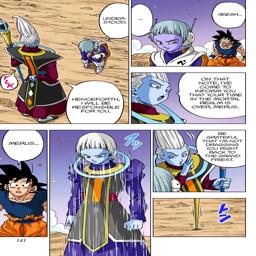 UNDER-
STOOD.
HENCEFORTH,
I WILL BE
RESPONSIBLE
FOR YOU.
YEEESH...
ON THAT
NOTE, I'VE
COME TO
INFORM YOU
THAT YOUR TIME
IN THE MORTAL
REALM IS
OVER, MERUS.
MERUS...
BE
GRATEFUL
THAT I'M NOT
DRAGGING YOU
RIGHT
BACK TO
THE GRAND
PRIEST.
141